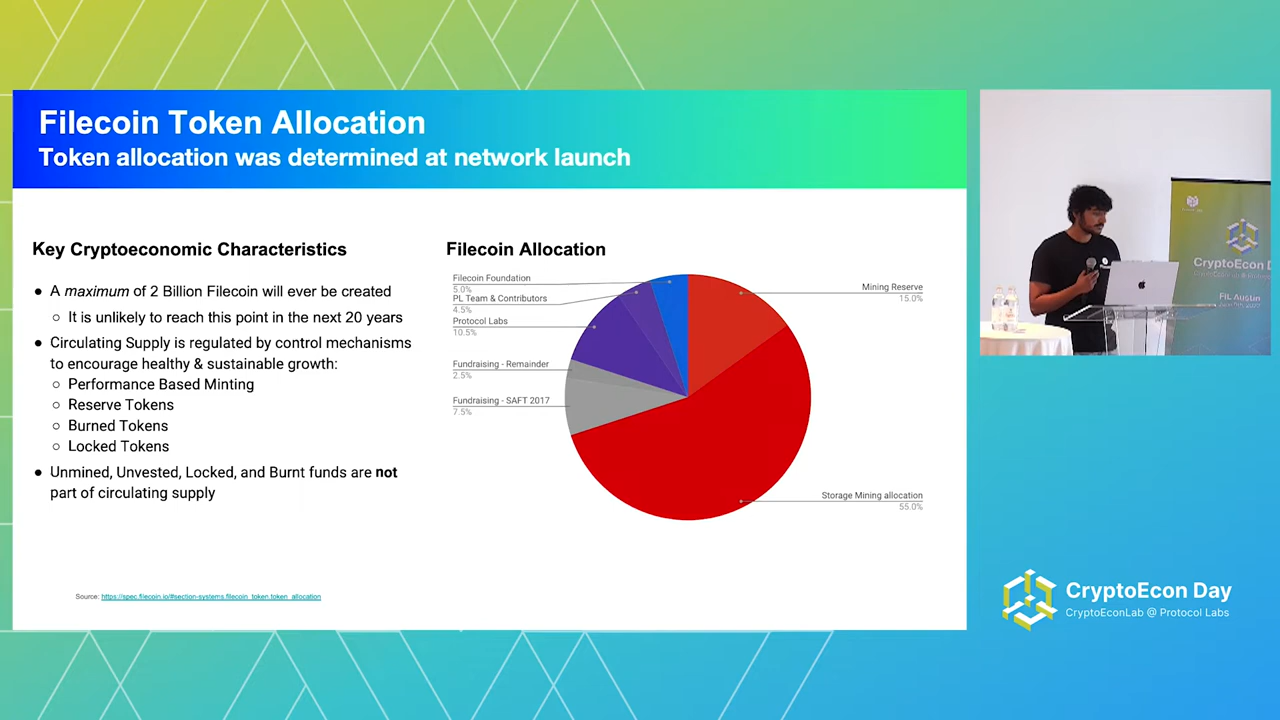 Filecoin Token Allocation
Token allocation was determined at network launch
Key Cryptoeconomic Characteristics
● A maximum of 2 Billion Filecoin will ever be created
○ It is unlikely to reach this point in the next 20 years
● Circulating Supply is regulated by control mechanisms
to encourage healthy & sustainable growth:
○ Performance Based Minting
○ Reserve Tokens
○ Burned Tokens
○ Locked Tokens
● Unmined, Unvested, Locked, and Burnt funds are not
part of circulating supply
Filecoin Allocation
Filecoin Foundation
5.0%
PL Team & Contributors
4.5%
Protocol Labs
10.5%
Fundraising - Remainder
2.5%
Fundraising - SAFT 2017
7.5%
Mining Reserve
15.0%
Storage Mining allocation
55.0%
Source: https://spec.filecoin.io/#section-systems.filecoin_token.token_allocation
CryptoEcon D
FIL Austin
CryptoEcon Day
CryptoEconLab @ Protocol Labs